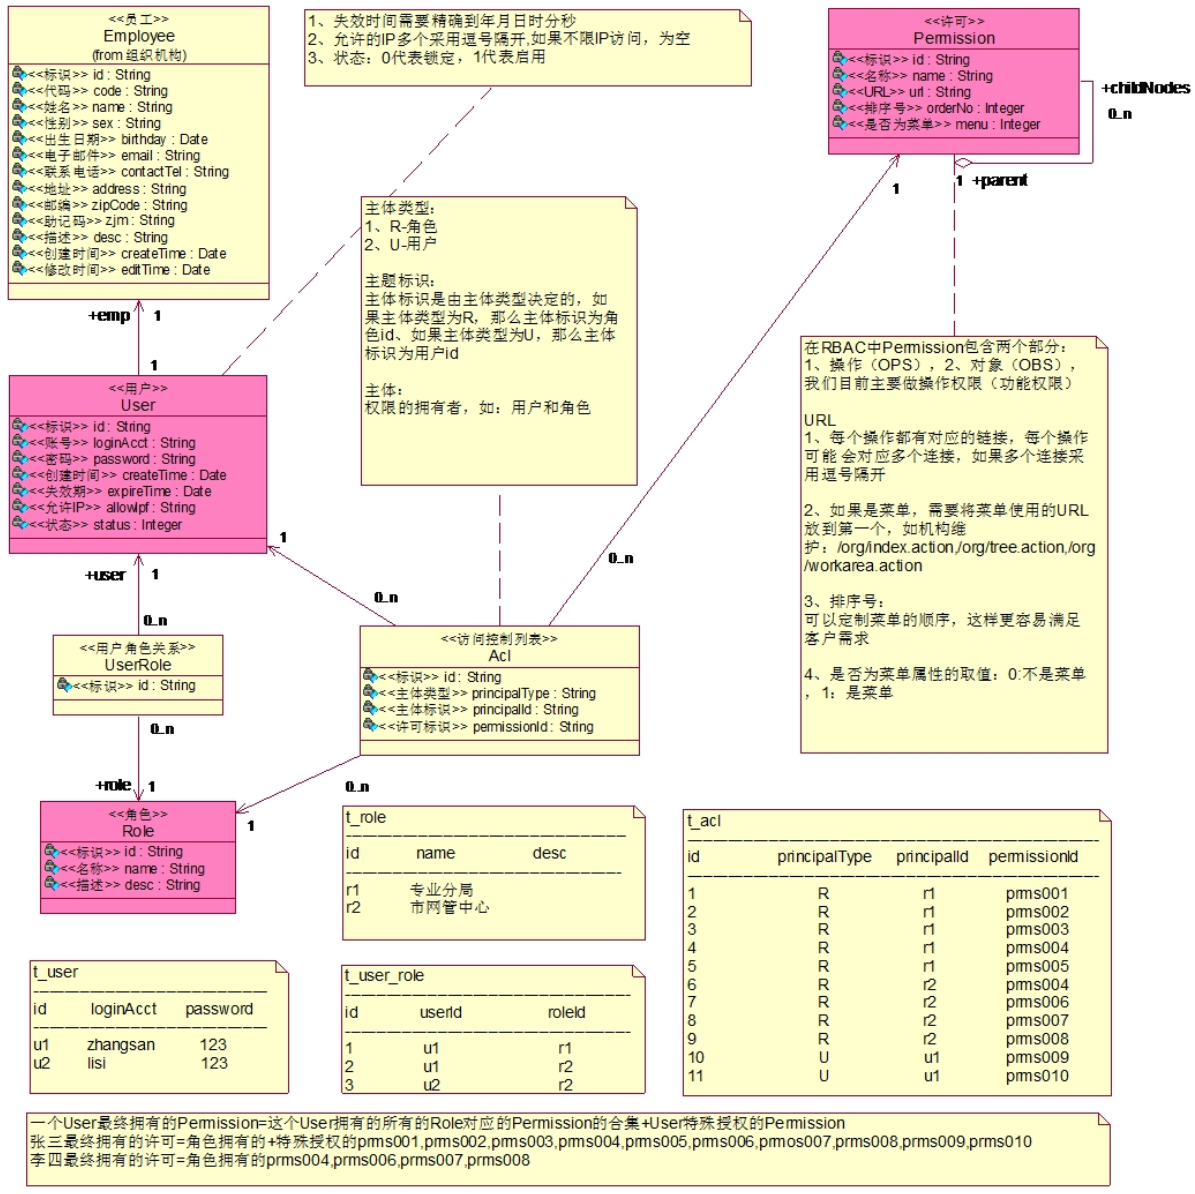 <<员工>>
Employee
(from 组织机构)
<<标识>> id : String
<<代码>> code : String
<<姓名>> name : String
<<性别>> sex : String
<<出生日期>> birthday : Date
<<电子邮件>> email : String
<<联系电话>> contactTel : String
<<地址>> address : String
<<邮编>> zipCode : String
<<助记码>> zjm : String
<<描述>> desc : String
<<创建时间>> createTime : Date
<<修改时间>> editTime : Date
1、失效时间需要精确到年月日时分秒
2、允许的IP多个采用逗号隔开,如果不限IP访问，为空
3、状态：0代表锁定，1代表启用
<<许可>>
Permission
<<标识>> id : String
<<名称>> name : String
<<URL>> url : String
<<排序号>> orderNo : Integer
<<是否为菜单>> menu : Integer
+childNodes
0..n
1 +parent
1
+emp 1
1
主体类型：
1、R-角色
2、U-用户
主题标识：
主体标识是由主体类型决定的，如
果主体类型为R，那么主体标识为角
色id、如果主体类型为U，那么主体
标识为用户id
主体：
权限的拥有者，如：用户和角色
在RBAC中Permission包含两个部分：
1、操作（OPS），2、对象（OBS），
我们目前主要做操作权限（功能权限）
URL
1、每个操作都有对应的链接，每个操作
可能 会对应多个连接，如果多个连接采
用逗号隔开
2、如果是菜单，需要将菜单使用的URL
放到第一个，如机构维
护：/org/index.action,/org/tree.action,/org
/workarea.action
3、排序号：
可以定制菜单的顺序，这样更容易满足
客户需求
4、是否为菜单属性的取值：0:不是菜单
，1：是菜单
<<用户>>
User
<<标识>> id : String
<<账号>> loginAcct : String
<<密码>> password : String
<<创建时间>> createTime : Date
<<失效期>> expireTime : Date
<<允许IP>> allowIpf : String
<<状态>> status : Integer
1
+user 1
0..n
0..n
0..n
<<用户角色关系>>
UserRole
<<标识>> id : String
0..n
+role 1
<<访问控制列表>>
Acl
<<标识>> id : String
<<主体类型>> principalType : String
<<主体标识>> principalId : String
<<许可标识>> permissionId : String
0..n
1
<<角色>>
Role
<<标识>> id : String
<<名称>> name : String
<<描述>> desc : String
t_role
id name desc
r1 专业分局
r2 市网管中心
t_acl
id principalType principalId permissionId
1 R r1 prms001
2 R r1 prms002
3 R r1 prms003
4 R r1 prms004
5 R r1 prms005
6 R r2 prms004
7 R r2 prms006
8 R r2 prms007
9 R r2 prms008
10 U u1 prms009
11 U u1 prms010
t_user
id loginAcct password
u1 zhangsan 123
u2 lisi 123
t_user_role
id userId roleId
1 u1 r1
2 u1 r2
3 u2 r2
一个User最终拥有的Permission=这个User拥有的所有的Role对应的Permission的合集+User特殊授权的Permission
张三最终拥有的许可=角色拥有的+特殊授权的prms001,prms002,prms003,prms004,prms005,prms006,prmos007,prms008,prms009,prms010
李四最终拥有的许可=角色拥有的prms004,prms006,prms007,prms008